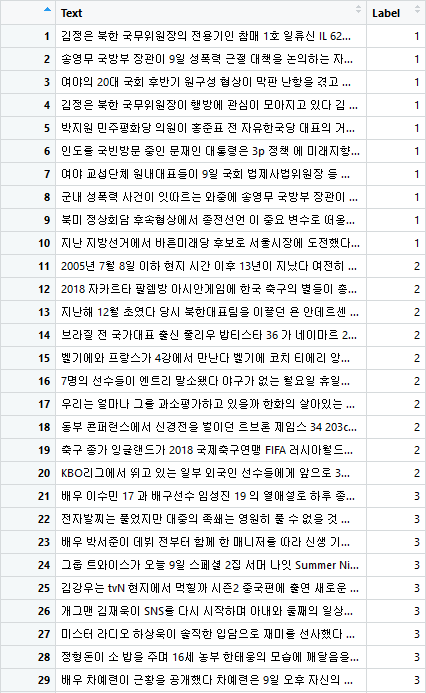 Text Label
1 김정은 북한 국무위원장의 전용기인 참매 1호 일류신 IL 62... 1
2 송영무 국방부 장관이 9일 성폭력 근절 대책을 논의하는 자... 1
3 여야의 20대 국회 후반기 원구성 협상이 막판 난항을 겪고 ... 1
4 김정은 북한 국무위원장이 행방에 관심이 모아지고 있다 김 ... 1
5 박지원 민주평화당 의원이 홍준표 전 자유한국당 대표의 거... 1
6 인도를 국빈방문 중인 문재인 대통령은 3p 정책 에 미래지향... 1
7 여야 교섭단체 원내대표들이 9일 국회 법제사법위원장 등 ... 1
8 군내 성폭력 사건이 잇따르는 와중에 송영무 국방부 장관이 ... 1
9 북미 정상회담 후속협상에서 종전선언 이 중요 변수로 떠올... 1
10 지난 지방선거에서 바른미래당 후보로 서울시장에 도전했다... 1
11 2005년 7월 8일 이하 현지 시간 이후 13년이 지났다 여전히 ... 2
12 2018 자카르타 팔렘방 아시안게임에 한국 축구의 별들이 총... 2
13 지난해 12월 초였다 당시 북한대표팀을 이끌던 욘 안데르센 ... 2
14 브라질 전 국가대표 출신 줄리우 밥티스타 36 가 네이마르 2... 2
15 벨기에와 프랑스가 4강에서 만난다 벨기에 코치 티에리 앙... 2
16 7명의 선수들이 엔트리 말소됐다 야구가 없는 월요일 휴일... 2
17 우리는 얼마나 그를 과소평가하고 있을까 한화의 살아있는 ... 2
18 동부 콘퍼런스에서 신경전을 벌이던 르브론 제임스 34 203c... 2
19 축구 종가 잉글랜드가 2018 국제축구연맹 FIFA 러시아월드... 2
20 KBO리그에서 뛰고 있는 일부 외국인 선수들에게 앞으로 3... 2
21 배우 이수민 17 과 배구선수 임성진 19 의 열애설로 하루 종... 3
22 전자발찌는 풀었지만 대중의 족쇄는 영원히 풀 수 없을 것 ... 3
23 배우 박서준이 데뷔 전부터 함께 한 매니저를 따라 신생 기... 3
24 그룹 트와이스가 오늘 9일 스페셜 2집 서머 나잇 Summer Ni... 3
25 김강우는 tvN 현지에서 먹힐까 시즌2 중국편에 출연 새로운 ... 3
26 개그맨 김재욱이 SNS를 다시 시작하며 아내와 둘째의 일상... 3
27 미스터 라디오 하상욱이 솔직한 입담으로 재미를 선사했다 ... 3
28 정형돈이 소 밥을 주며 16세 농부 한태웅의 모습에 깨달음을... 3
29 배우 차예련이 근황을 공개했다 차예련은 9일 오후 자신의 ... 3